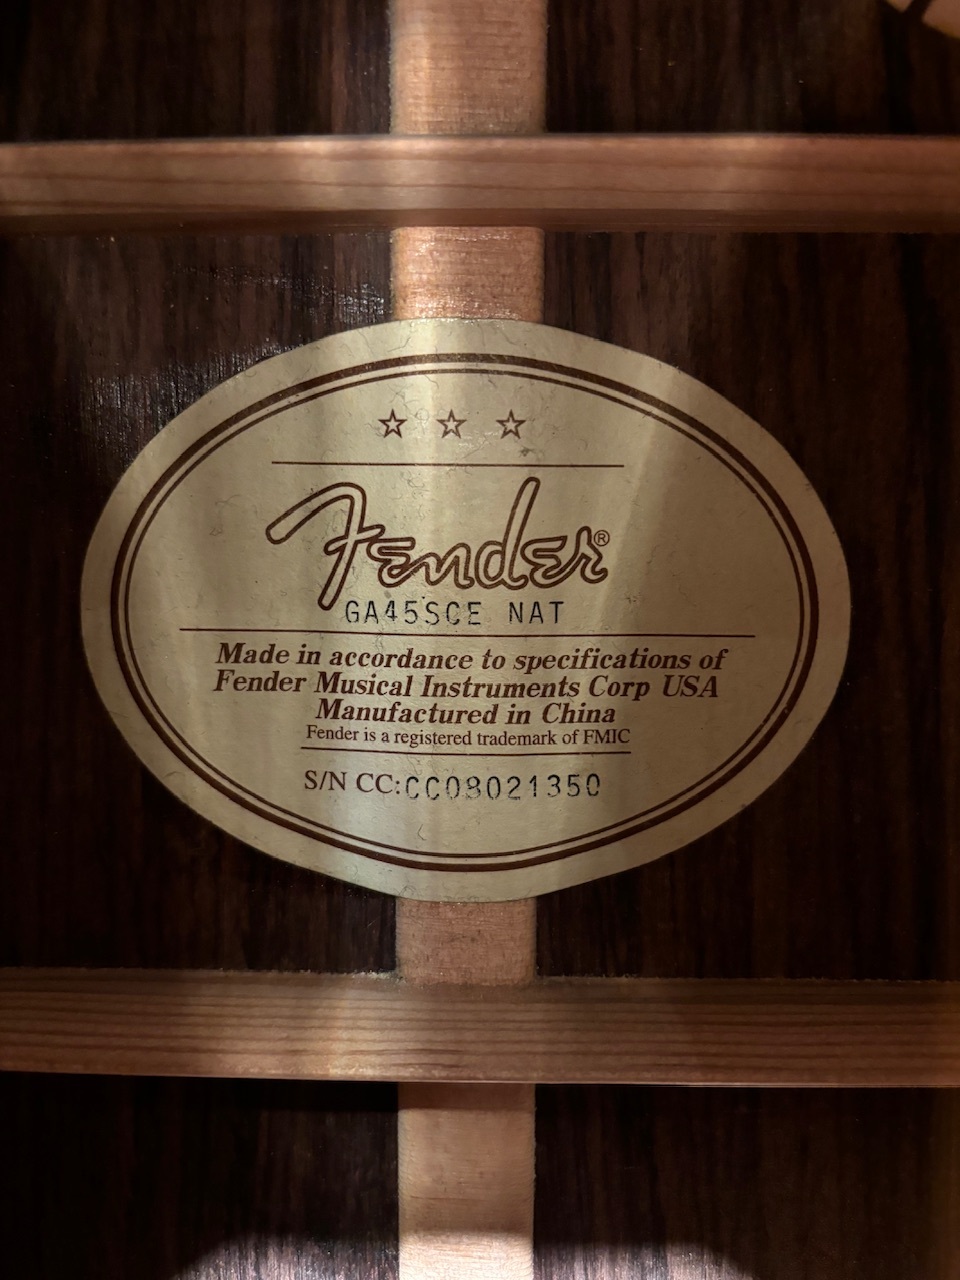 Fender®
GA45SCE NAT
Made in accordance to specifications of
Fender Musical Instruments Corp USA
Manufactured in China
Fender is a registered trademark of FMIC
S/N CC:CC08021350